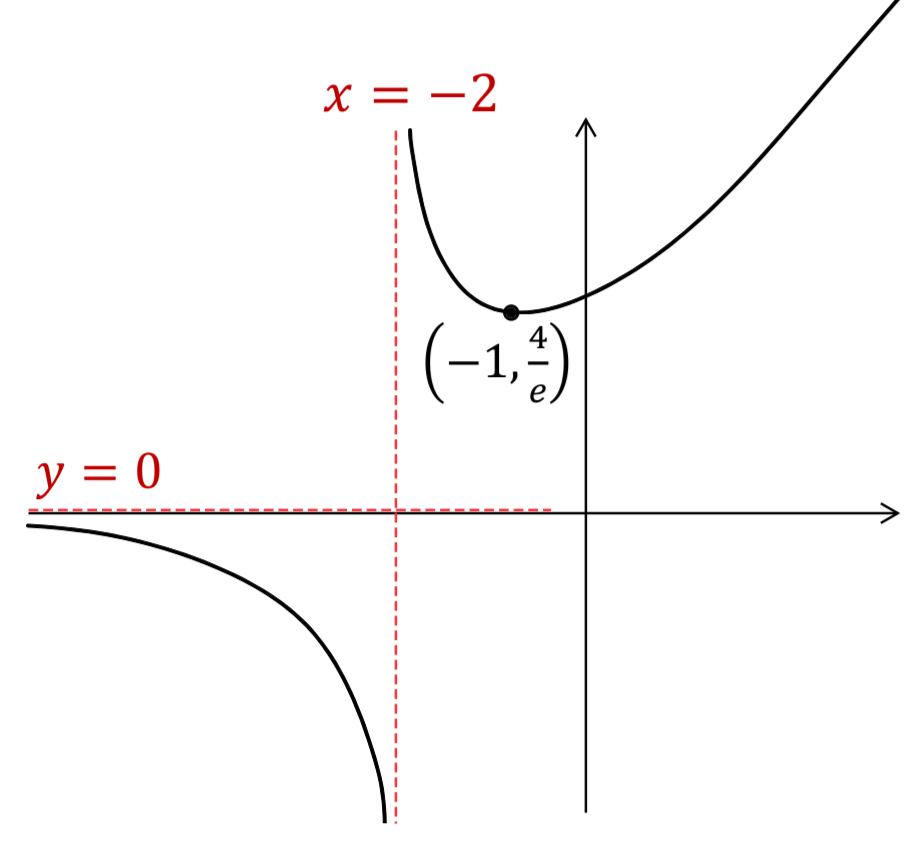 x = −2
(−1, 4/e)
y = 0